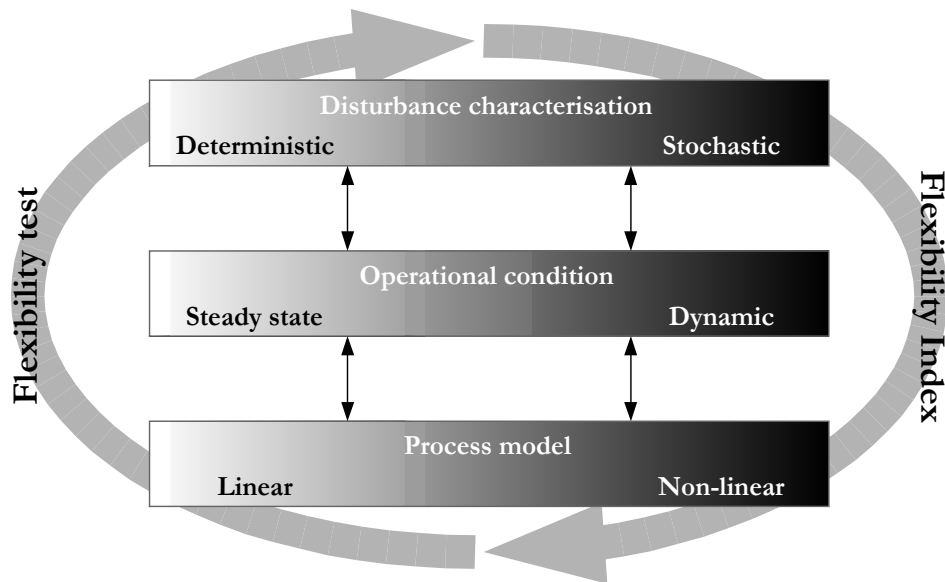 Disturbance characterisation
Deterministic
Stochastic
Flexibility test
Flexibility Index
Operational condition
Steady state
Dynamic
Process model
Linear
Non-linear